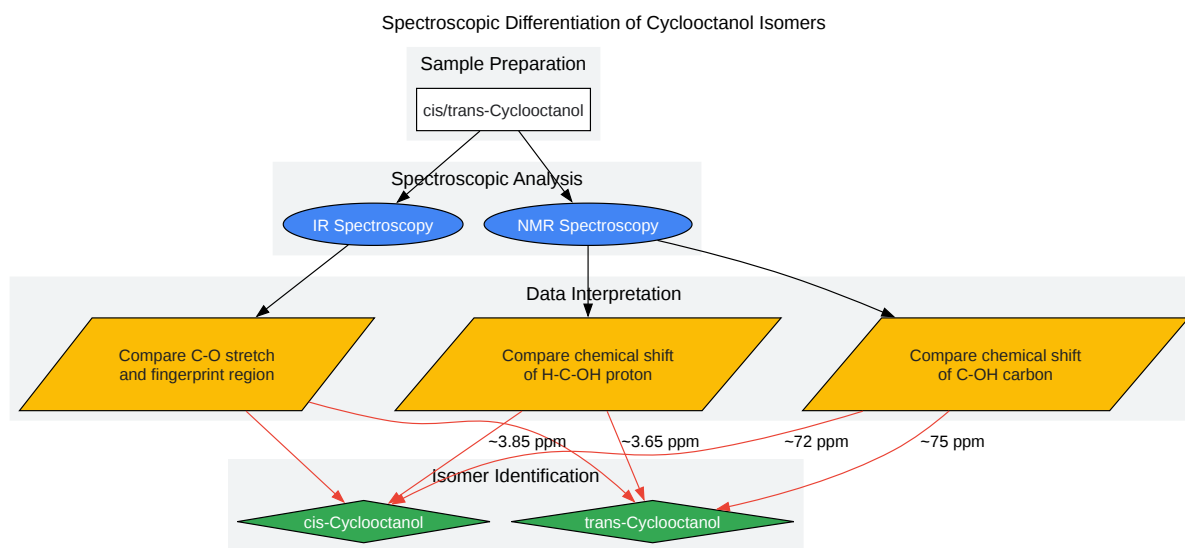 Spectroscopic Differentiation of Cyclooctanol Isomers
Sample Preparation
cis/trans-Cyclooctanol
Spectroscopic Analysis
IR Spectroscopy
NMR Spectroscopy
Data Interpretation
Compare C-O stretch
and fingerprint region
Compare chemical shift
of H-C-OH proton
Compare chemical shift
of C-OH carbon
~3.85 ppm
~3.65 ppm
~72 ppm
~75 ppm
Isomer Identification
cis-Cyclooctanol
trans-Cyclooctanol